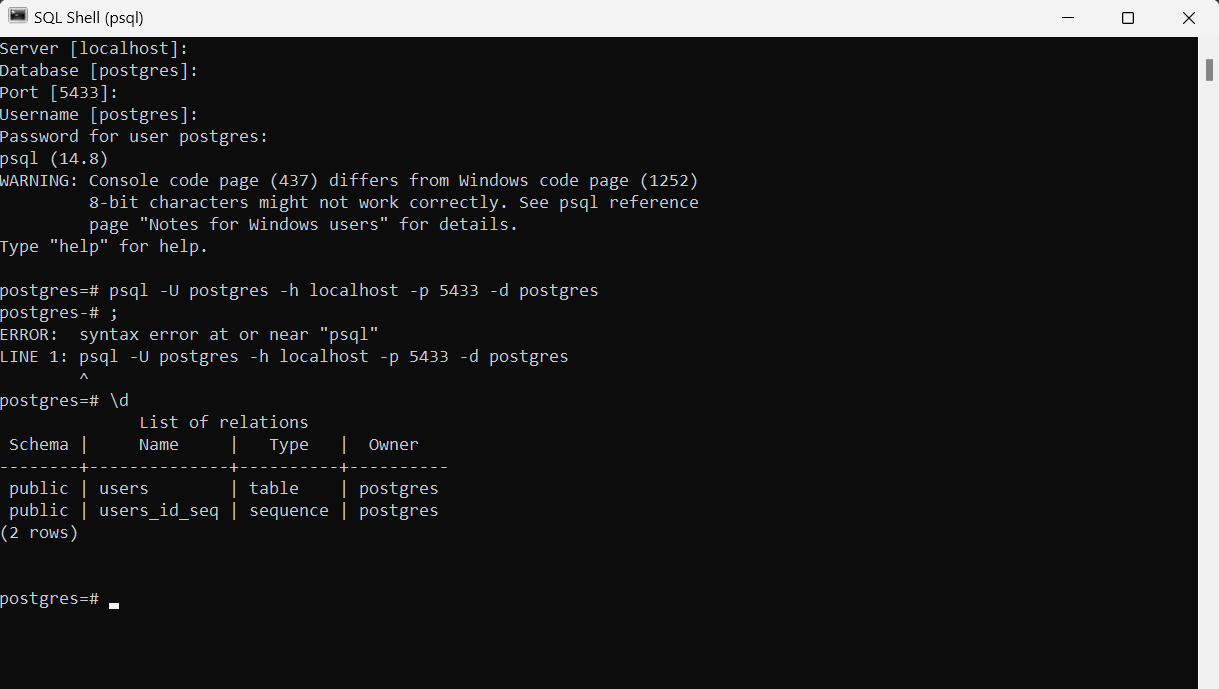 SQL Shell (psql)
Server [localhost]:
Database [postgres]:
Port [5433]:
Username [postgres]:
Password for user postgres:
psql (14.8)
WARNING: Console code page (437) differs from Windows code page (1252)
         8-bit characters might not work correctly. See psql reference
         page "Notes for Windows users" for details.
Type "help" for help.

postgres=# psql -U postgres -h localhost -p 5433 -d postgres
postgres-# ;
ERROR:  syntax error at or near "psql"
LINE 1: psql -U postgres -h localhost -p 5433 -d postgres
        ^
postgres=# \d
              List of relations
 Schema |     Name     |   Type   |  Owner
--------+--------------+----------+----------
 public | users        | table    | postgres
 public | users_id_seq | sequence | postgres
(2 rows)


postgres=#